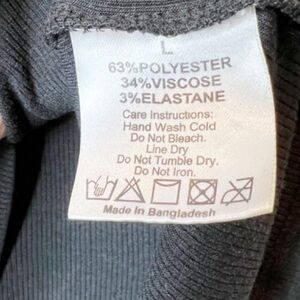 L
63%POLYESTER
34%VISCOSE
3%ELASTANE
Care Instructions:
Hand Wash Cold
Do Not Bleach.
Line Dry
Do Not Tumble Dry.
Do Not Iron.
Made in Bangladesh